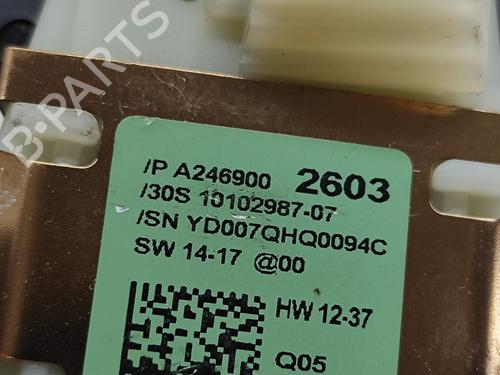 B-PARTS
/P A246900 2603
/30S 10102987-07
/SN YD007QHQ0094C
SW 14-17 @00
HW 12-37
Q05